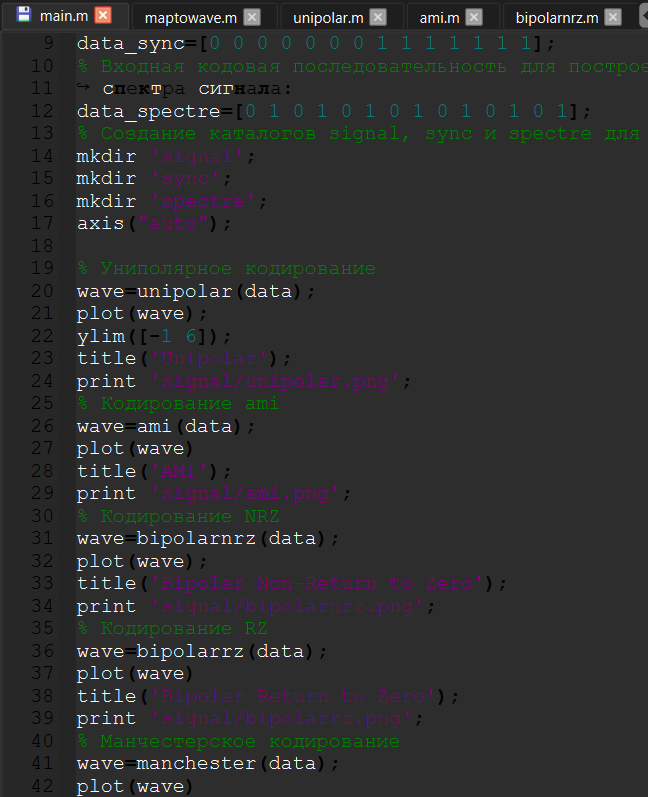 main.m maptowave.m unipolar.m ami.m bipolarnrz.m
9 data_sync=[0 0 0 0 0 0 0 1 1 1 1 1 1 1];
10 % Входная кодовая последовательность для построе
11 ↪ спектра сигнала:
12 data_spectre=[0 1 0 1 0 1 0 1 0 1 0 1 0 1];
13 % Создание каталогов signal, sync и spectre для
14 mkdir 'signal';
15 mkdir 'sync';
16 mkdir 'spectre';
17 axis("auto");
18
19 % Униполярное кодирование
20 wave=unipolar(data);
21 plot(wave);
22 ylim([-1 6]);
23 title('Unipolar');
24 print 'signal/unipolar.png';
25 % Кодирование ami
26 wave=ami(data);
27 plot(wave)
28 title('AMI');
29 print 'signal/ami.png';
30 % Кодирование NRZ
31 wave=bipolarnrz(data);
32 plot(wave);
33 title('Bipolar Non-Return to Zero');
34 print 'signal/bipolarnrz.png';
35 % Кодирование RZ
36 wave=bipolarrz(data);
37 plot(wave)
38 title('Bipolar Return to Zero');
39 print 'signal/bipolarrz.png';
40 % Манчестерское кодирование
41 wave=manchester(data);
42 plot(wave)